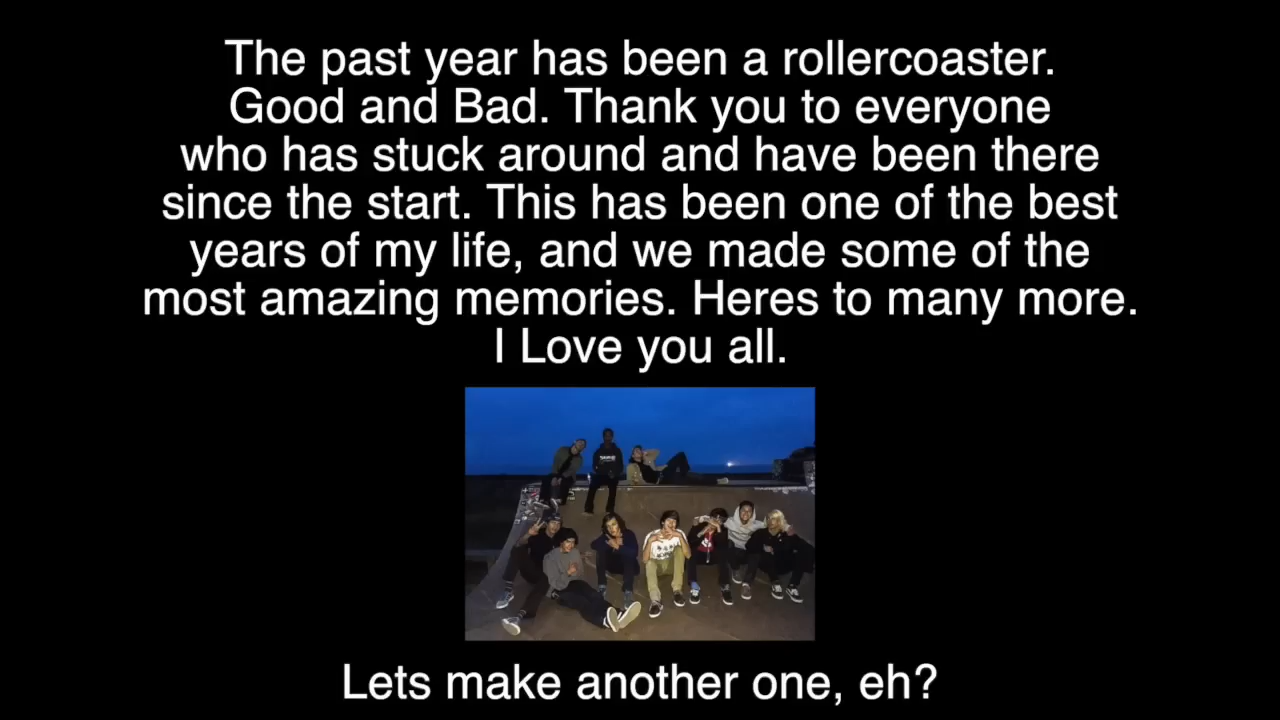 The past year has been a rollercoaster.
Good and Bad. Thank you to everyone
who has stuck around and have been there
since the start. This has been one of the best
years of my life, and we made some of the
most amazing memories. Heres to many more.
I Love you all.
Lets make another one, eh?